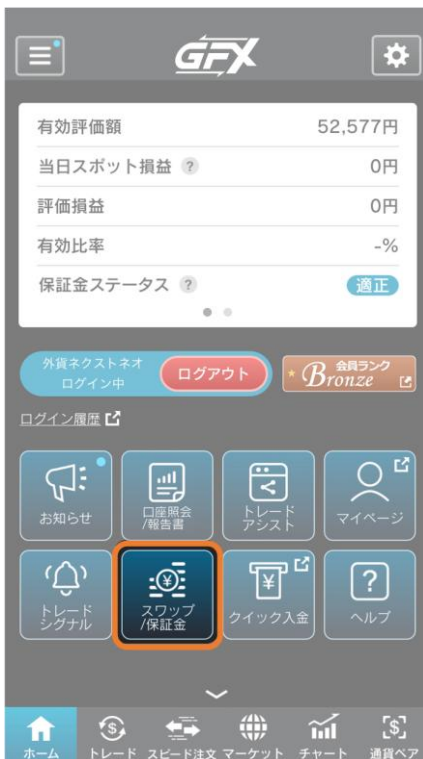 GFX
有効評価額 52,577円
当日スポット損益 ? 0円
評価損益 0円
有効比率 -%
保証金ステータス ? 適正
外貨ネクストネオ
ログイン中
ログアウト
会員ランク
Bronze
ログイン履歴
お知らせ
口座照会
/報告書
トレード
アシスト
マイページ
トレード
シグナル
スワップ
/保証金
クイック入金
ヘルプ
ホーム トレード スピード注文 マーケット チャート 通貨ペア